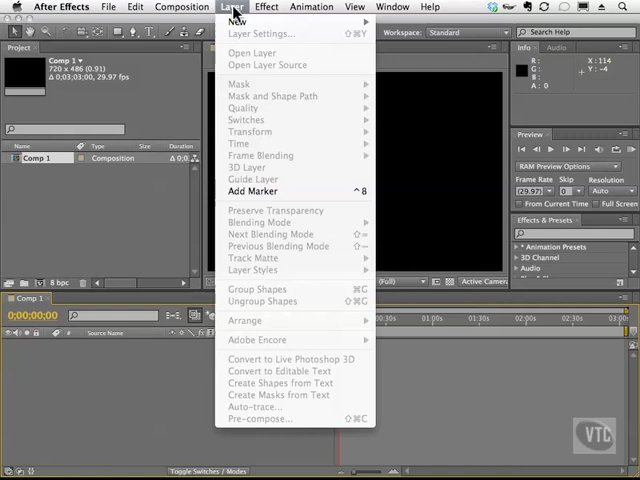 After Effects File Edit Composition Layer Effect Animation View Window Help
Workspace: Standard Search Help
Project
Comp 1
720 x 486 (0.91)
Δ 0;03;03;00, 29.97 fps
Name Type Size
Comp 1 Composition
8 bpc
New
Layer Settings... ⇧⌘Y
Open Layer
Open Layer Source
Mask
Mask and Shape Path
Quality
Switches
Transform
Time
Frame Blending
3D Layer
Guide Layer
Add Marker ^ 8
Preserve Transparency
Blending Mode
Next Blending Mode
Previous Blending Mode
Track Matte
Layer Styles
Group Shapes ⌘G
Ungroup Shapes ⇧⌘G
Arrange
Adobe Encore
Convert to Live Photoshop 3D
Convert to Editable Text
Create Shapes from Text
Create Masks from Text
Auto-trace...
Pre-compose... ⇧⌘C
(Full) Active Camera
Info Audio
R : X : 114
G : Y : -4
B :
A : 0
Preview
RAM Preview Options
Frame Rate Skip Resolution
(29.97) 0 Auto
From Current Time Full Screen
Effects & Presets
* Animation Presets
3D Channel
Audio
Comp 1
0;00;00;00
# Source Name
00:30s 01:00s 01:30s 02:00s 02:30s 03:00
Toggle Switches / Modes
VTC